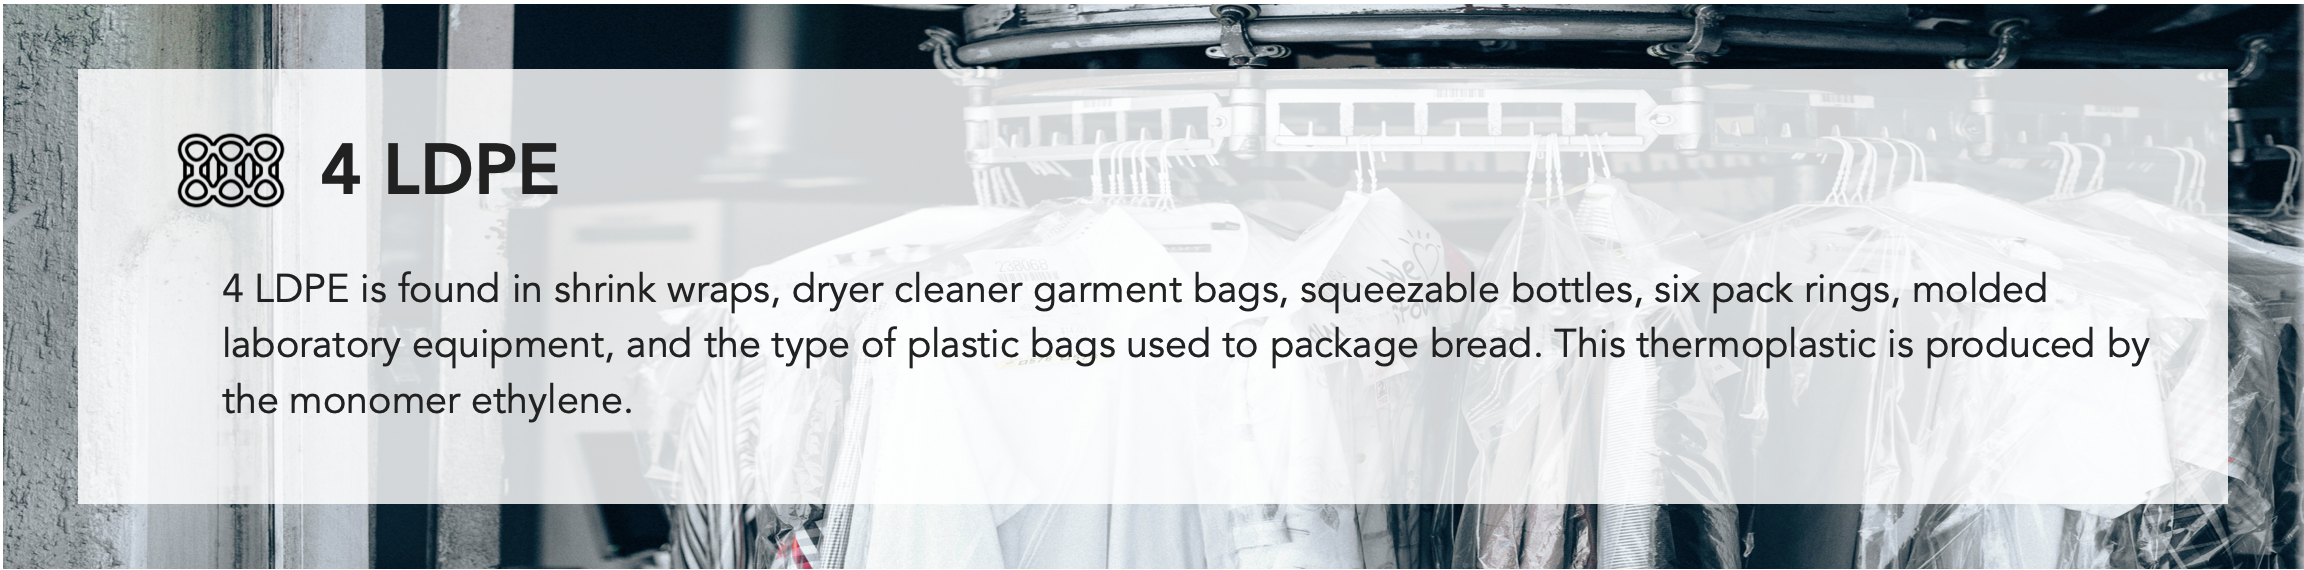 4 LDPE
4 LDPE is found in shrink wraps, dryer cleaner garment bags, squeezable bottles, six pack rings, molded
laboratory equipment, and the type of plastic bags used to package bread. This thermoplastic is produced by
the monomer ethylene.
We